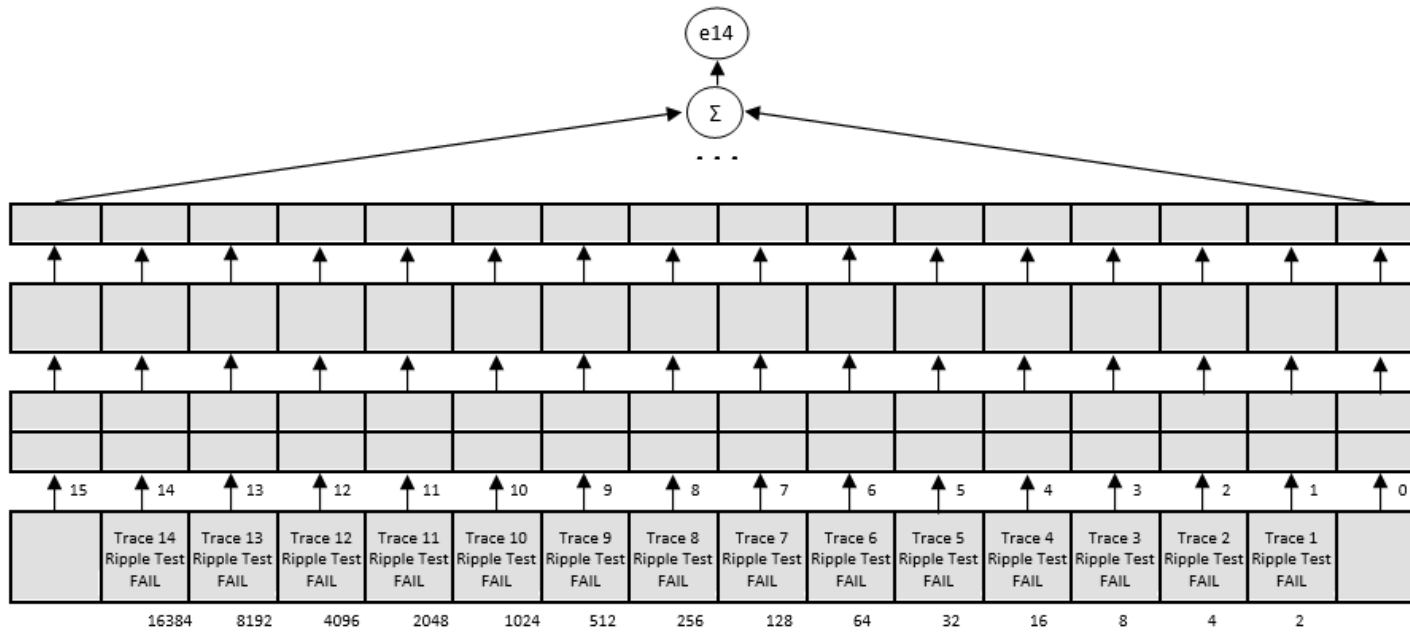 e14
Σ
. . .
15 14 13 12 11 10 9 8 7 6 5 4 3 2 1 0
Trace 14 Trace 13 Trace 12 Trace 11 Trace 10 Trace 9 Trace 8 Trace 7 Trace 6 Trace 5 Trace 4 Trace 3 Trace 2 Trace 1
Ripple Test Ripple Test Ripple Test Ripple Test Ripple Test Ripple Test Ripple Test Ripple Test Ripple Test Ripple Test Ripple Test Ripple Test Ripple Test Ripple Test
FAIL FAIL FAIL FAIL FAIL FAIL FAIL FAIL FAIL FAIL FAIL FAIL FAIL FAIL
16384 8192 4096 2048 1024 512 256 128 64 32 16 8 4 2